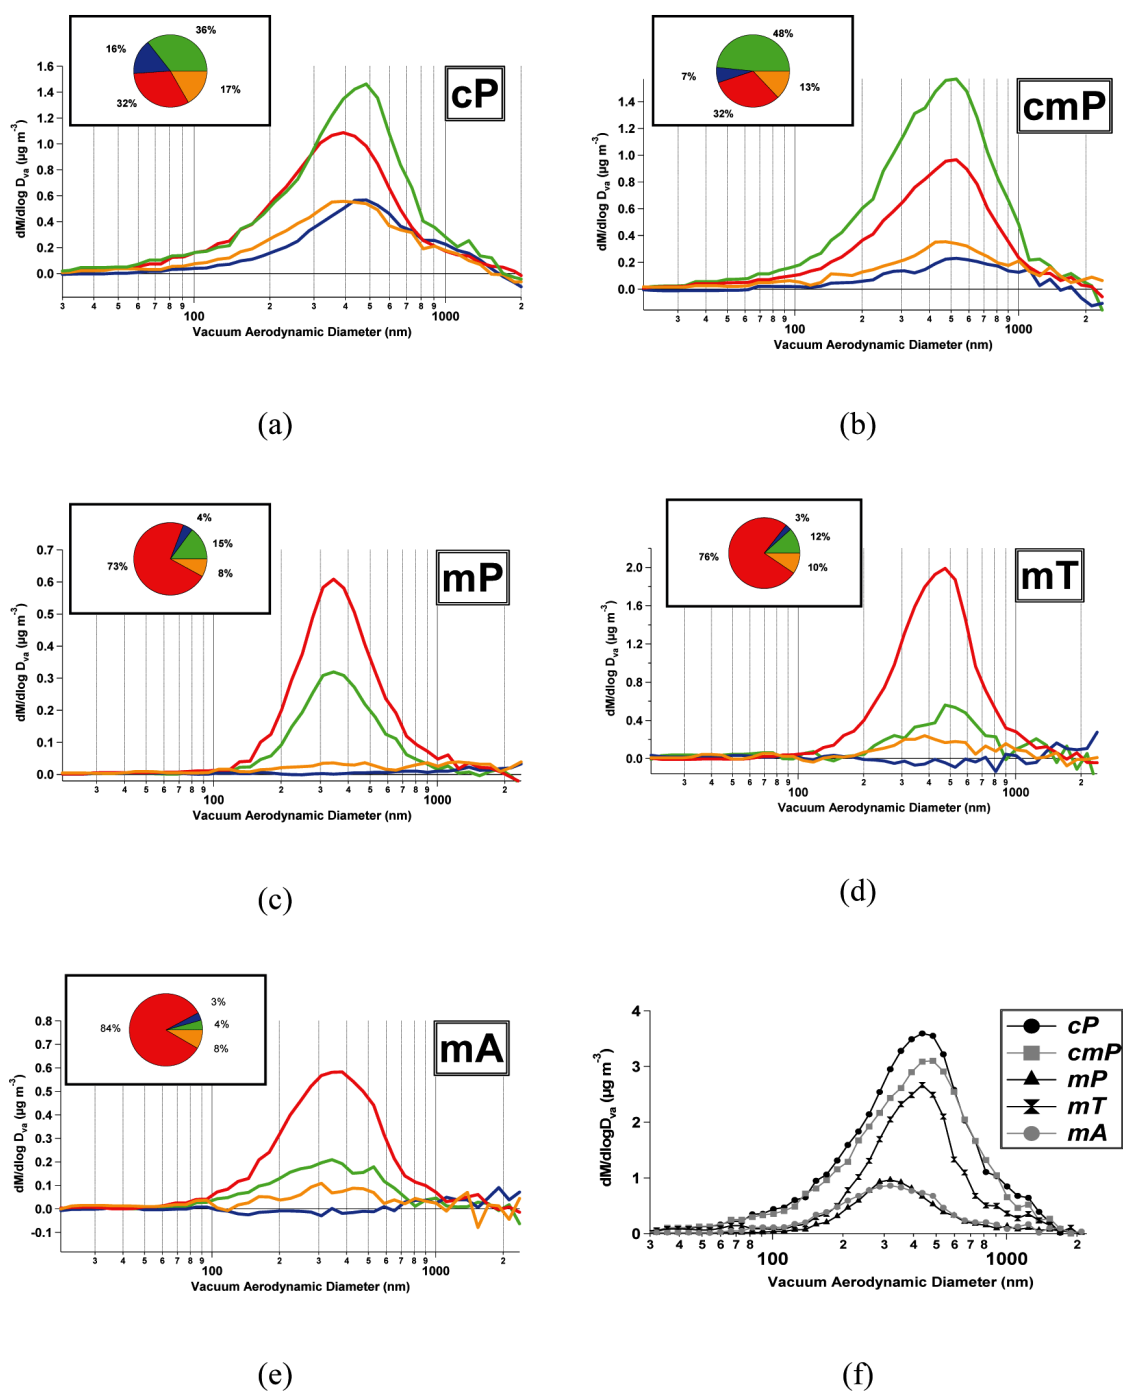 36%
16%
17%
32%
cP
1.6
1.4
1.2
1.0
0.8
0.6
0.4
0.2
0.0
dM/dlog Dva (µg m-3)
3 4 5 6 7 8 9 100 2 3 4 5 6 7 8 9 1000 2
Vacuum Aerodynamic Diameter (nm)
(a)
48%
7%
13%
32%
cmP
1.4
1.2
1.0
0.8
0.6
0.4
0.2
0.0
dM/dlog Dva (µg m-3)
3 4 5 6 7 8 9 100 2 3 4 5 6 7 8 9 1000 2
Vacuum Aerodynamic Diameter (nm)
(b)
4%
15%
73%
8%
mP
0.7
0.6
0.5
0.4
0.3
0.2
0.1
0.0
dM/dlog Dva (µg m-3)
3 4 5 6 7 8 9 100 2 3 4 5 6 7 8 9 1000 2
Vacuum Aerodynamic Diameter (nm)
(c)
3%
12%
76%
10%
mT
2.0
1.6
1.2
0.8
0.4
0.0
dM/dlog Dva (µg m-3)
3 4 5 6 7 8 9 100 2 3 4 5 6 7 8 9 1000 2
Vacuum Aerodynamic Diameter (nm)
(d)
3%
84%
4%
8%
mA
0.8
0.7
0.6
0.5
0.4
0.3
0.2
0.1
0.0
-0.1
dM/dlog Dva (µg m-3)
3 4 5 6 7 8 9 100 2 3 4 5 6 7 8 9 1000 2
Vacuum Aerodynamic Diameter (nm)
(e)
cP
cmP
mP
mT
mA
4
3
2
1
0
dM/dlogDva (µg m-3)
3 4 5 6 7 8 100 2 3 4 5 6 7 8 1000 2
Vacuum Aerodynamic Diameter (nm)
(f)